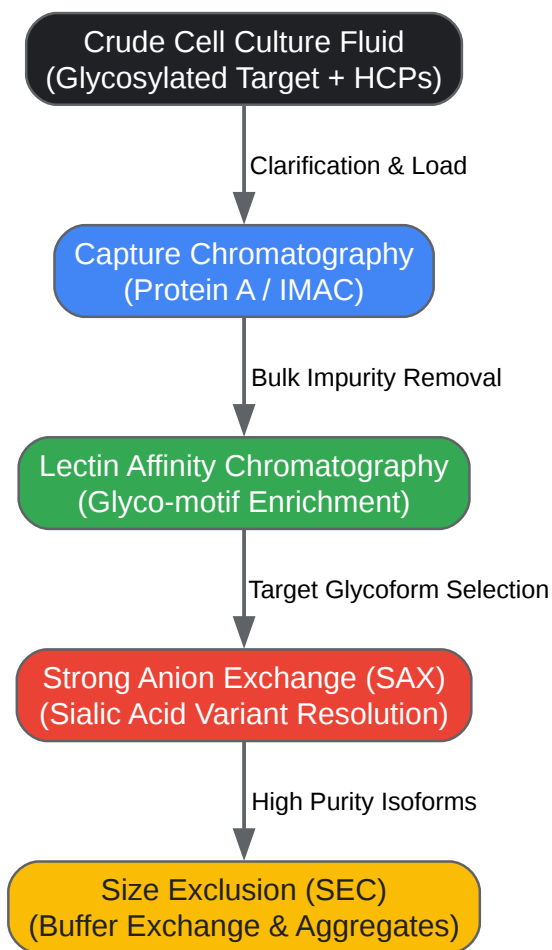 Crude Cell Culture Fluid
(Glycosylated Target + HCPs)
Clarification & Load
Capture Chromatography
(Protein A / IMAC)
Bulk Impurity Removal
Lectin Affinity Chromatography
(Glyco-motif Enrichment)
Target Glycoform Selection
Strong Anion Exchange (SAX)
(Sialic Acid Variant Resolution)
High Purity Isoforms
Size Exclusion (SEC)
(Buffer Exchange & Aggregates)